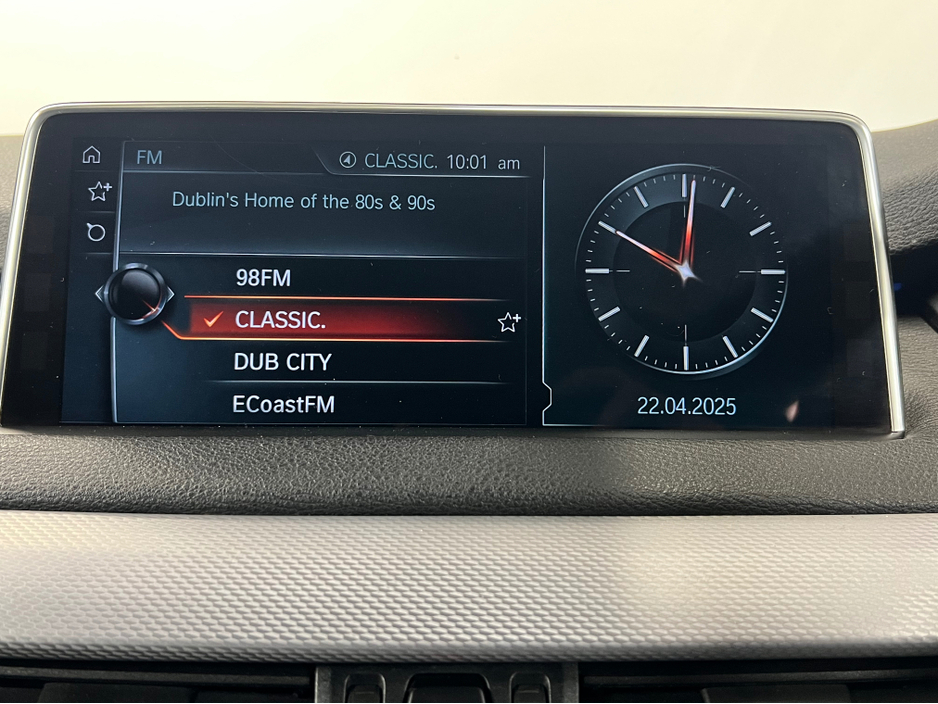 FM
CLASSIC. 10:01 am
Dublin's Home of the 80s & 90s
98FM
CLASSIC.
DUB CITY
ECoastFM
22.04.2025